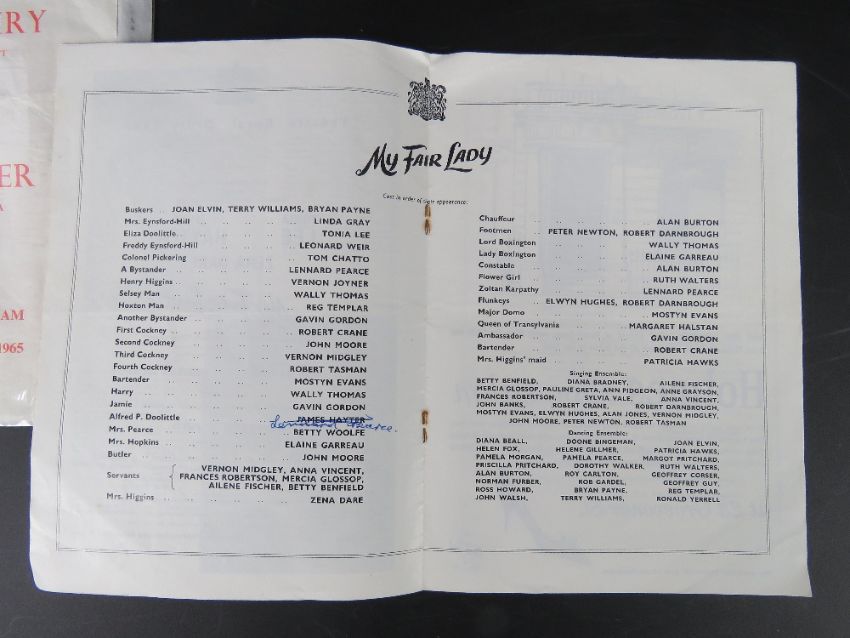 RY
ER
A
AM
1965
My Fair Lady
Cast in order of their appearance:
Buskers .. JOAN ELVIN, TERRY WILLIAMS, BRYAN PAYNE
Mrs. Eynsford-Hill .. .. .. .. .. LINDA GRAY
Eliza Doolittle.. .. .. .. .. .. TONIA LEE
Freddy Eynsford-Hill .. .. .. .. LEONARD WEIR
Colonel Pickering .. .. .. .. .. TOM CHATTO
A Bystander .. .. .. .. .. LENNARD PEARCE
Henry Higgins .. .. .. .. .. VERNON JOYNER
Selsey Man .. .. .. .. .. WALLY THOMAS
Hoxton Man .. .. .. .. .. REG TEMPLAR
Another Bystander .. .. .. .. GAVIN GORDON
First Cockney .. .. .. .. .. ROBERT CRANE
Second Cockney .. .. .. .. .. JOHN MOORE
Third Cockney .. .. .. .. VERNON MIDGLEY
Fourth Cockney .. .. .. .. ROBERT TASMAN
Bartender .. .. .. .. .. MOSTYN EVANS
Harry .. .. .. .. .. .. WALLY THOMAS
Jamie .. .. .. .. .. .. GAVIN GORDON
Alfred P. Doolittle .. .. .. .. JAMES HAYTER
Lennard Pearce.
Mrs. Pearce .. .. .. .. .. BETTY WOOLFE
Mrs. Hopkins .. .. .. .. .. ELAINE GARREAU
Butler .. .. .. .. .. .. JOHN MOORE
Servants { VERNON MIDGLEY, ANNA VINCENT,
FRANCES ROBERTSON, MERCIA GLOSSOP,
AILENE FISCHER, BETTY BENFIELD
Mrs. Higgins .. .. .. .. .. ZENA DARE
Chauffeur .. .. .. .. .. ALAN BURTON
Footmen .. PETER NEWTON, ROBERT DARNBROUGH
Lord Boxington .. .. .. .. WALLY THOMAS
Lady Boxington .. .. .. .. ELAINE GARREAU
Constable .. .. .. .. .. ALAN BURTON
Flower Girl .. .. .. .. .. RUTH WALTERS
Zoltan Karpathy .. .. .. .. LENNARD PEARCE
Flunkeys .. ELWYN HUGHES, ROBERT DARNBROUGH
Major Domo .. .. .. .. .. MOSTYN EVANS
Queen of Transylvania .. .. .. MARGARET HALSTAN
Ambassador .. .. .. .. .. GAVIN GORDON
Bartender .. .. .. .. .. ROBERT CRANE
Mrs. Higgins' maid .. .. .. .. PATRICIA HAWKS
Singing Ensemble:
BETTY BENFIELD, DIANA BRADNEY, AILENE FISCHER,
MERCIA GLOSSOP, PAULINE GRETA, ANN PIDGEON, ANNE GRAYSON,
FRANCES ROBERTSON, SYLVIA VALE, ANNA VINCENT,
JOHN BANKS, ROBERT CRANE, ROBERT DARNBROUGH,
MOSTYN EVANS, ELWYN HUGHES, ALAN JONES, VERNON MIDGLEY,
JOHN MOORE, PETER NEWTON, ROBERT TASMAN
Dancing Ensemble:
DIANA BEALL, DOONE BINGEMAN, JOAN ELVIN,
HELEN FOX, HELENE GILLMER, PATRICIA HAWKS,
PAMELA MORGAN, PAMELA PEARCE, MARGOT PRITCHARD,
PRISCILLA PRITCHARD, DOROTHY WALKER, RUTH WALTERS,
ALAN BURTON, ROY CARLTON, GEOFFREY CORSER,
NORMAN FURBER, ROB GARDEL, GEOFFREY GUY,
ROSS HOWARD, BRYAN PAYNE, REG TEMPLAR,
JOHN WALSH, TERRY WILLIAMS, RONALD YERRELL